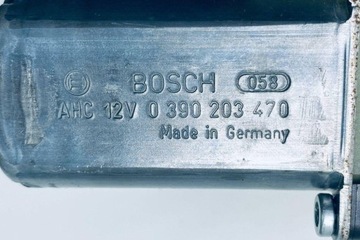 BOSCH 058
AHC 12V 0 390 203 470
Made in Germany